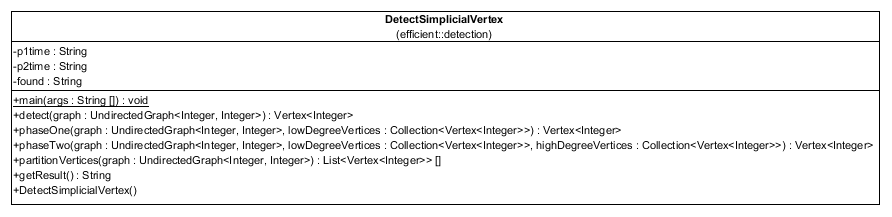 DetectSimplicialVertex
(efficient::detection)
-p1time : String
-p2time : String
-found : String
+main(args : String []) : void
+detect(graph : UndirectedGraph<Integer, Integer>) : Vertex<Integer>
+phaseOne(graph : UndirectedGraph<Integer, Integer>, lowDegreeVertices : Collection<Vertex<Integer>>) : Vertex<Integer>
+phaseTwo(graph : UndirectedGraph<Integer, Integer>, lowDegreeVertices : Collection<Vertex<Integer>>, highDegreeVertices : Collection<Vertex<Integer>>) : Vertex<Integer>
+partitionVertices(graph : UndirectedGraph<Integer, Integer>) : List<Vertex<Integer>> []
+getResult() : String
+DetectSimplicialVertex()